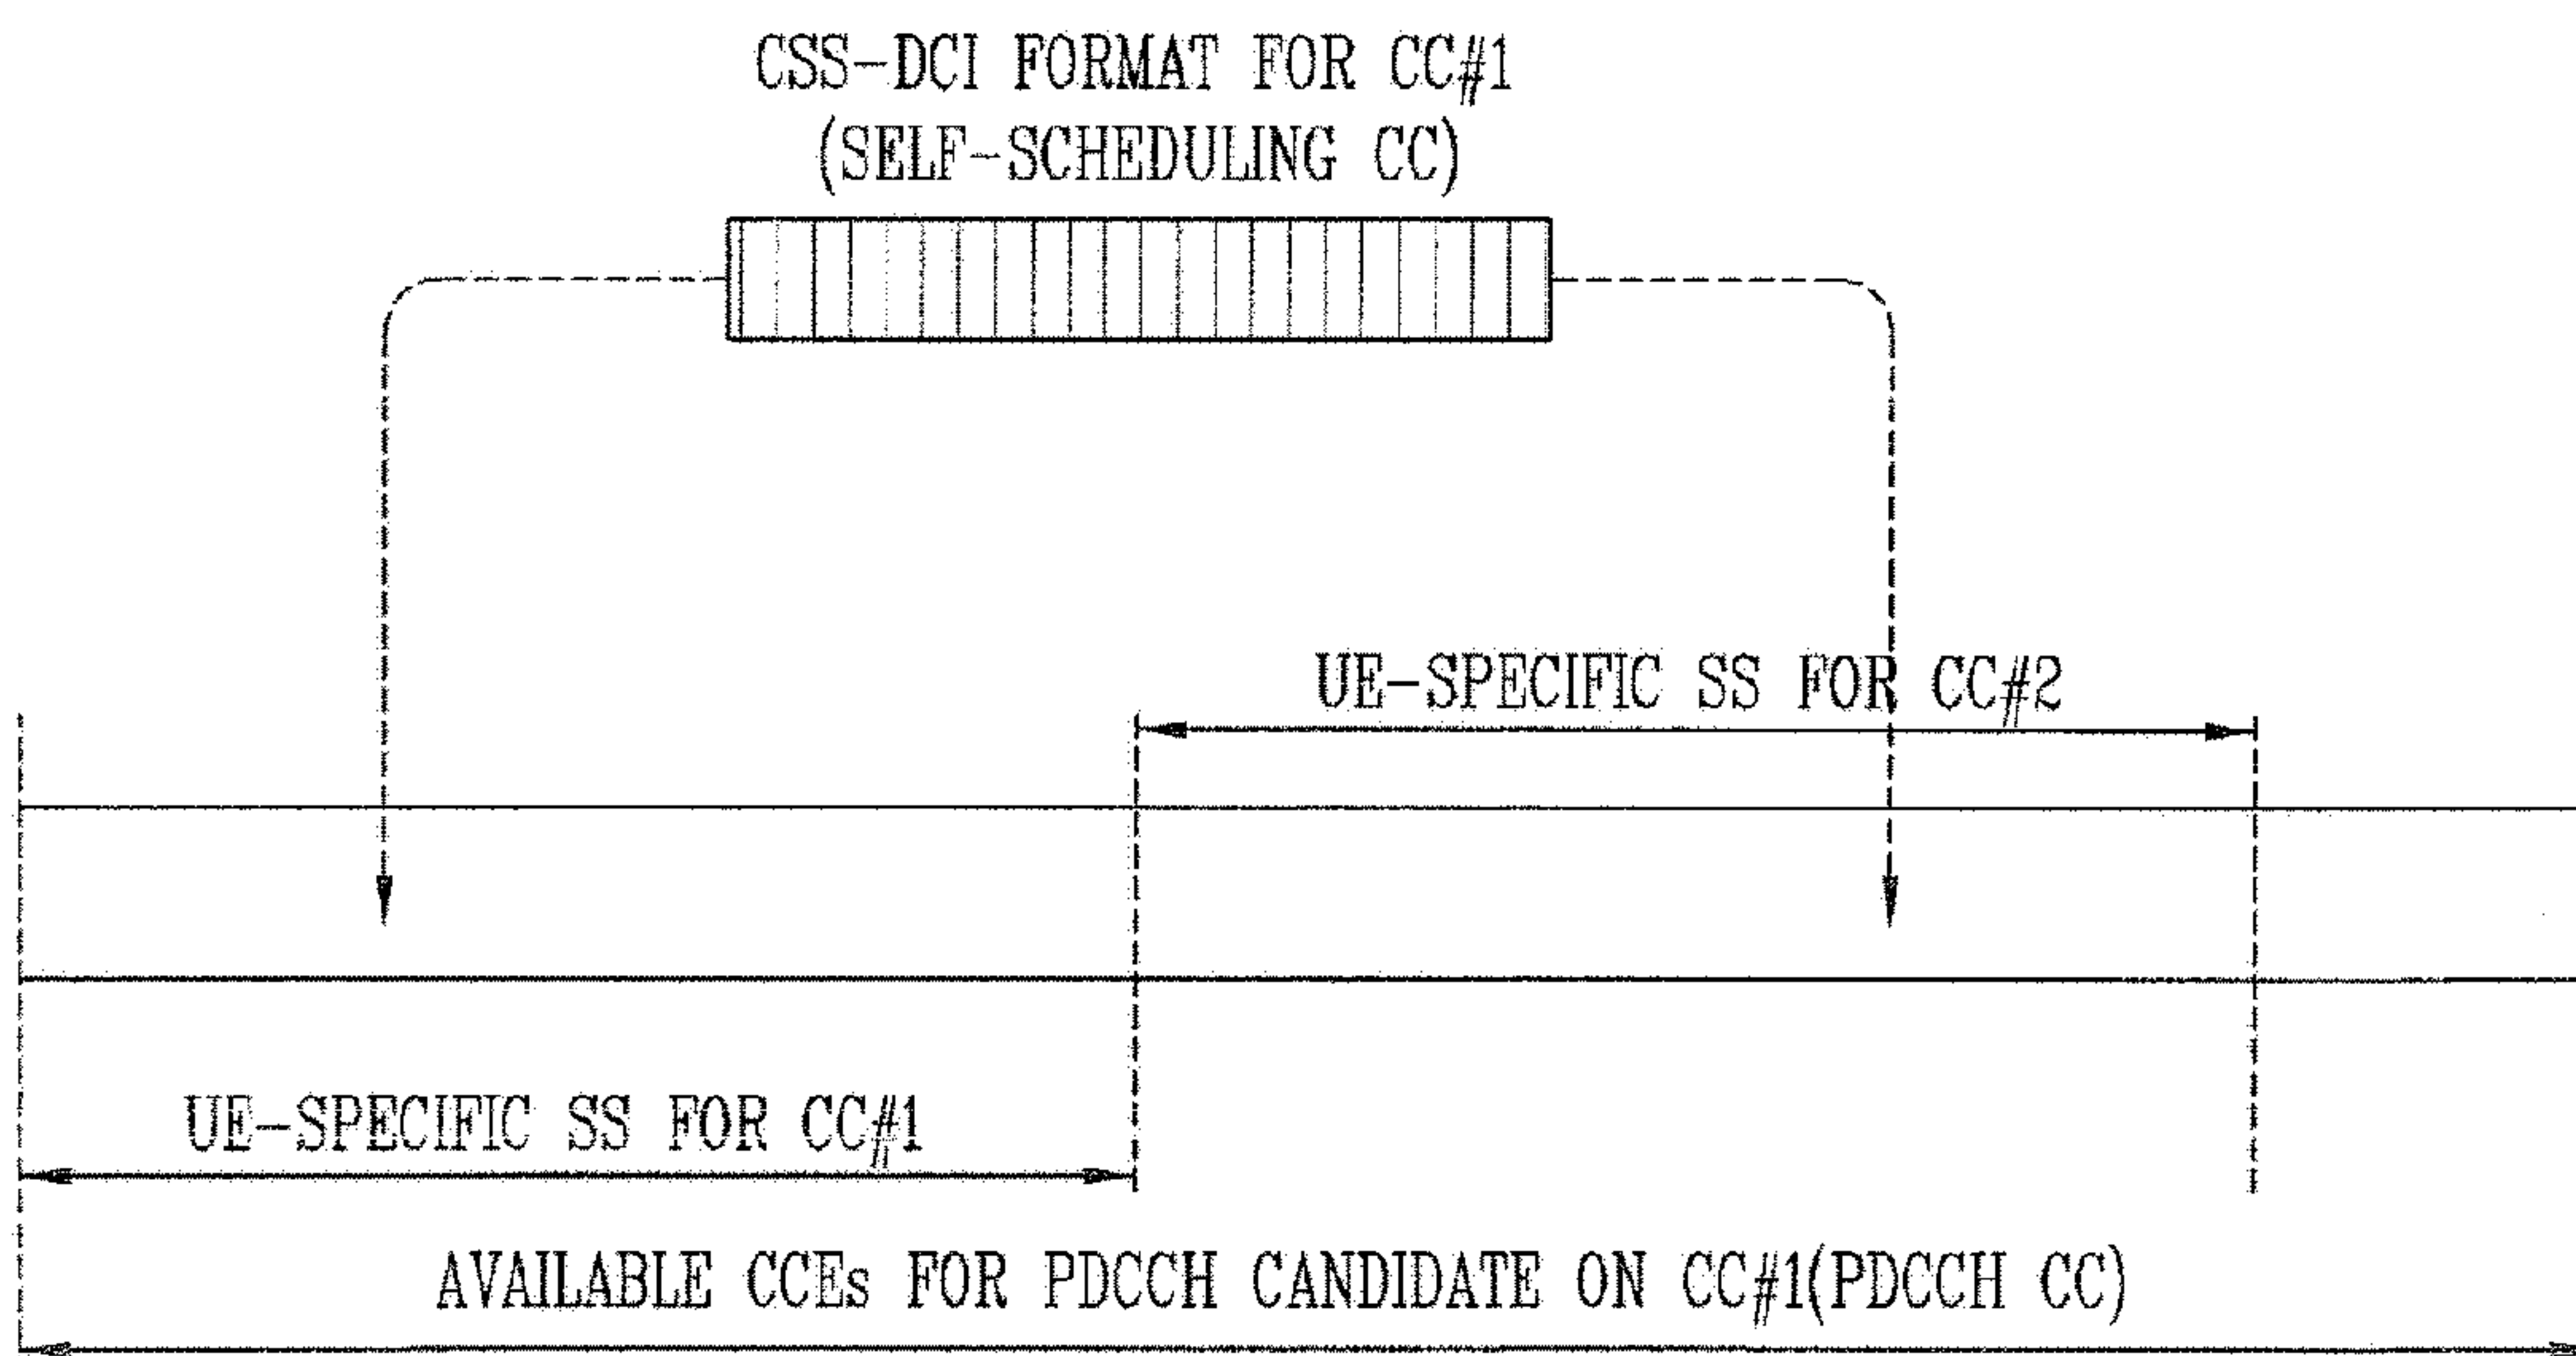 CSS-DCI FORMAT FOR CC#1
(SELF-SCHEDULING CC)
UE-SPECIFIC SS FOR CC#2
UE-SPECIFIC SS FOR CC#1
AVAILABLE CCEs FOR PDCCH CANDIDATE ON CC#1(PDCCH CC)